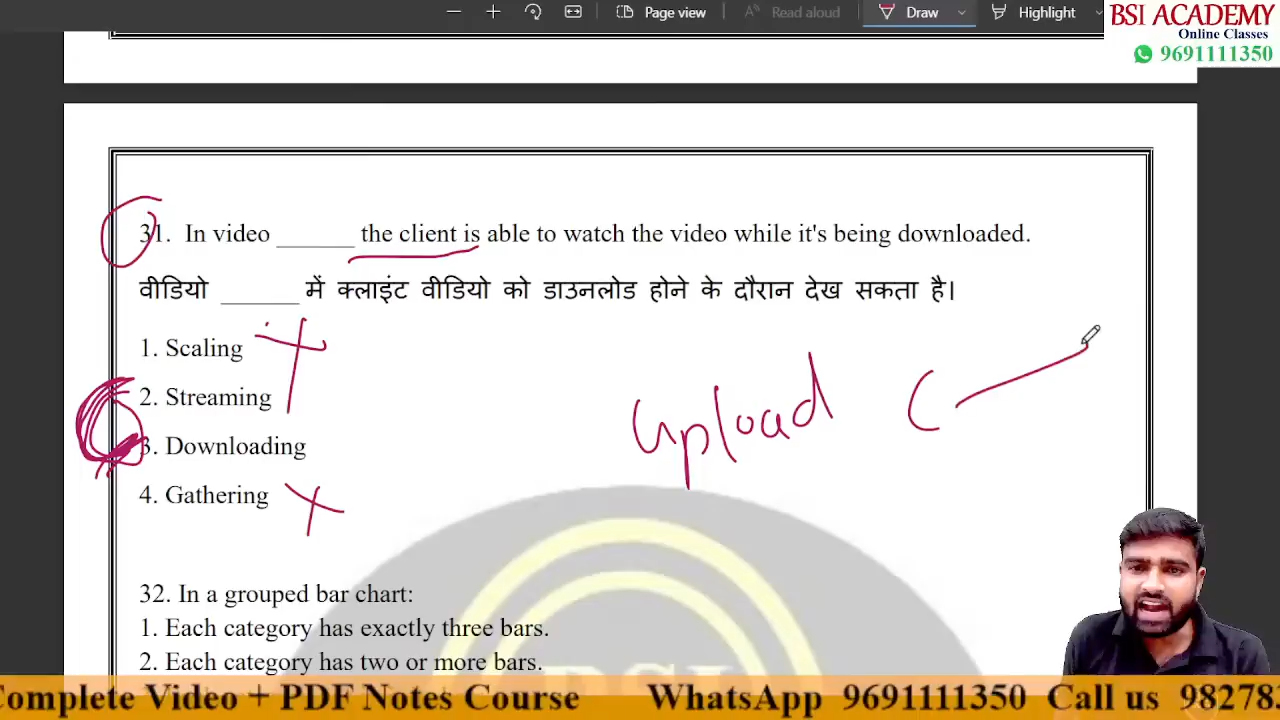 Page view
Read aloud
Draw
Highlight
BSI ACADEMY
Online Classes
9691111350
31. In video ______ the client is able to watch the video while it's being downloaded.
वीडियो ______ में क्लाइंट वीडियो को डाउनलोड होने के दौरान देख सकता है।
1. Scaling
2. Streaming
3. Downloading
4. Gathering
Upload
32. In a grouped bar chart:
1. Each category has exactly three bars.
2. Each category has two or more bars.
Complete Video + PDF Notes Course WhatsApp 9691111350 Call us 98278